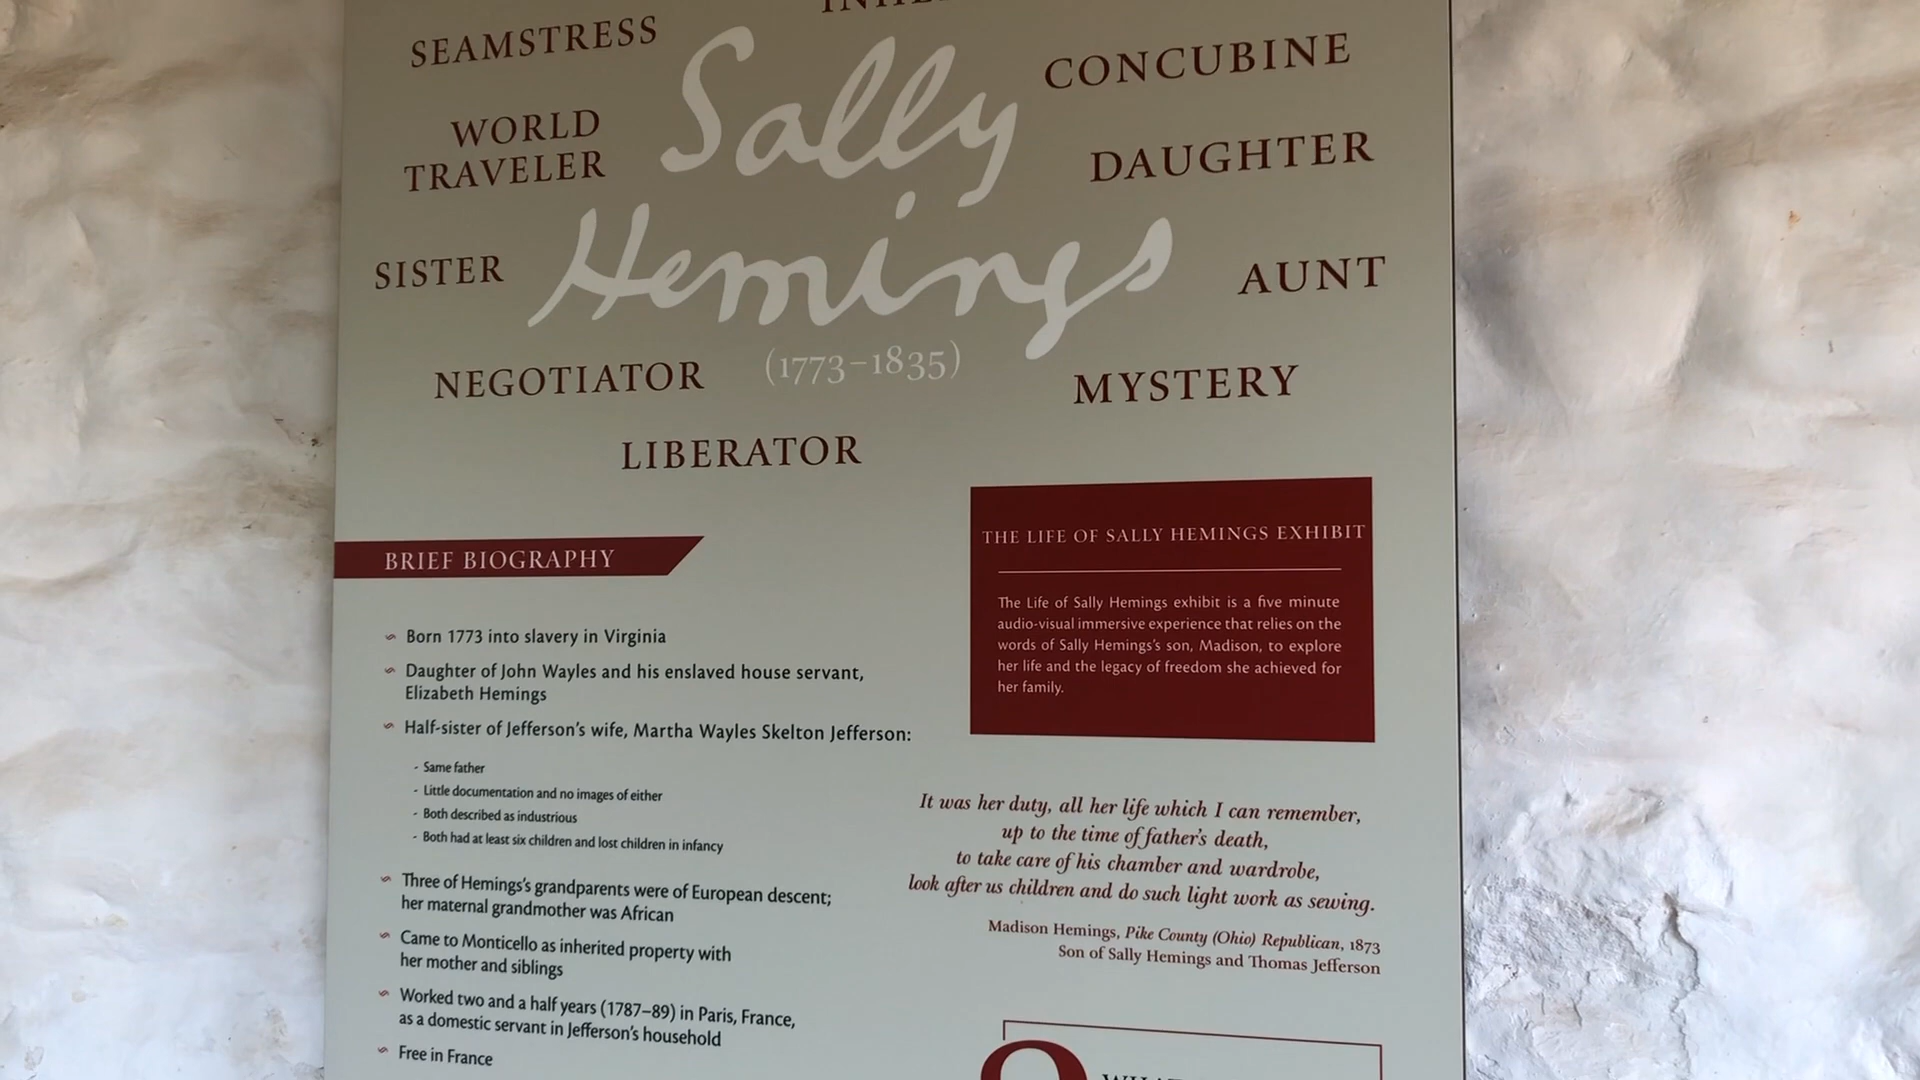 SEAMSTRESS
CONCUBINE
WORLD
TRAVELER
Sally
DAUGHTER
SISTER
Hemings
AUNT
NEGOTIATOR
(1773–1835)
MYSTERY
LIBERATOR
BRIEF BIOGRAPHY
Born 1773 into slavery in Virginia
Daughter of John Wayles and his enslaved house servant,
Elizabeth Hemings
Half-sister of Jefferson's wife, Martha Wayles Skelton Jefferson:
- Same father
- Little documentation and no images of either
- Both described as industrious
- Both had at least six children and lost children in infancy
Three of Hemings's grandparents were of European descent;
her maternal grandmother was African
Came to Monticello as inherited property with
her mother and siblings
Worked two and a half years (1787–89) in Paris, France,
as a domestic servant in Jefferson's household
Free in France
THE LIFE OF SALLY HEMINGS EXHIBIT
The Life of Sally Hemings exhibit is a five minute
audio-visual immersive experience that relies on the
words of Sally Hemings's son, Madison, to explore
her life and the legacy of freedom she achieved for
her family.
It was her duty, all her life which I can remember,
up to the time of father's death,
to take care of his chamber and wardrobe,
look after us children and do such light work as sewing.
Madison Hemings, Pike County (Ohio) Republican, 1873
Son of Sally Hemings and Thomas Jefferson